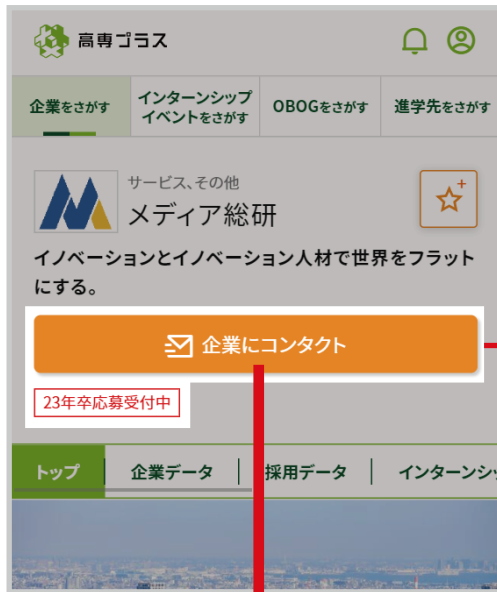 高専プラス
企業をさがす
インターンシップ
イベントをさがす
OBOGをさがす
進学先をさがす
サービス、その他
メディア総研
イノベーションとイノベーション人材で世界をフラット
にする。
企業にコンタクト
23年卒応募受付中
トップ
企業データ
採用データ
インターンシッ